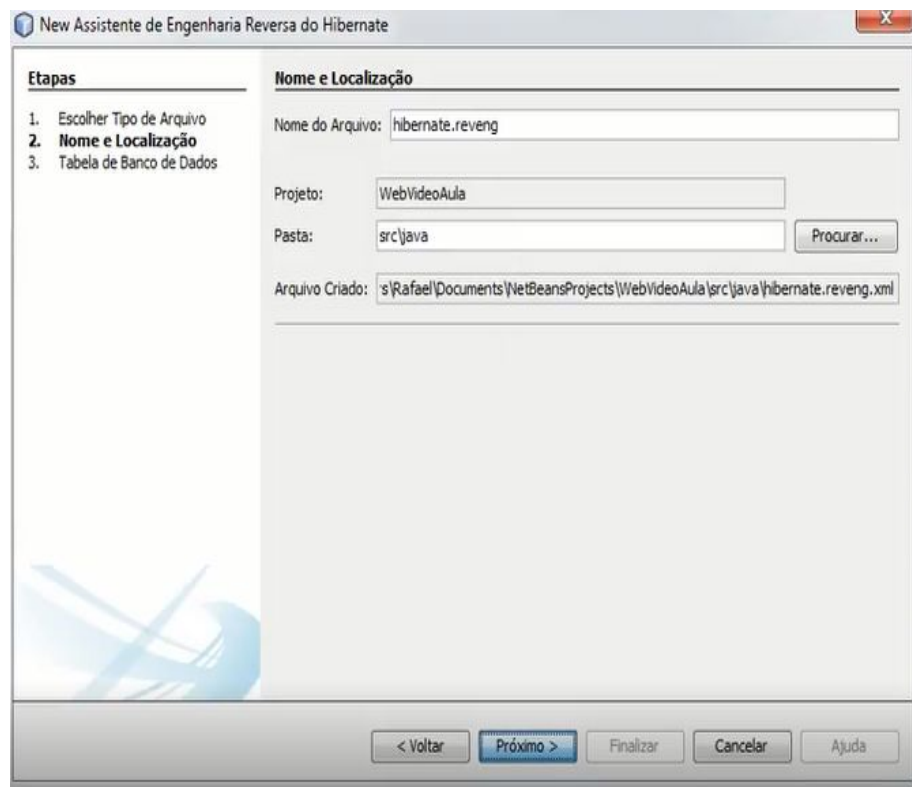 New Assistente de Engenharia Reversa do Hibernate
X
Etapas
1. Escolher Tipo de Arquivo
2. Nome e Localização
3. Tabela de Banco de Dados
Nome e Localização
Nome do Arquivo: hibernate.reveng
Projeto: WebVideoAula
Pasta: src\java Procurar...
Arquivo Criado: 's\Rafael\Documents\NetBeansProjects\WebVideoAula\src\java\hibernate.reveng.xml
< Voltar Próximo > Finalizar Cancelar Ajuda